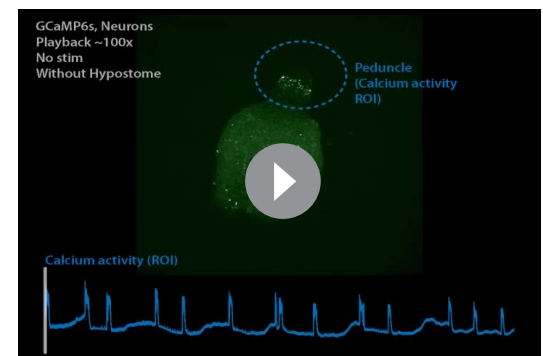 GCaMP6s, Neurons
Playback ~100x
No stim
Without Hypostome
Peduncle
(Calcium activity
ROI)
Calcium activity (ROI)